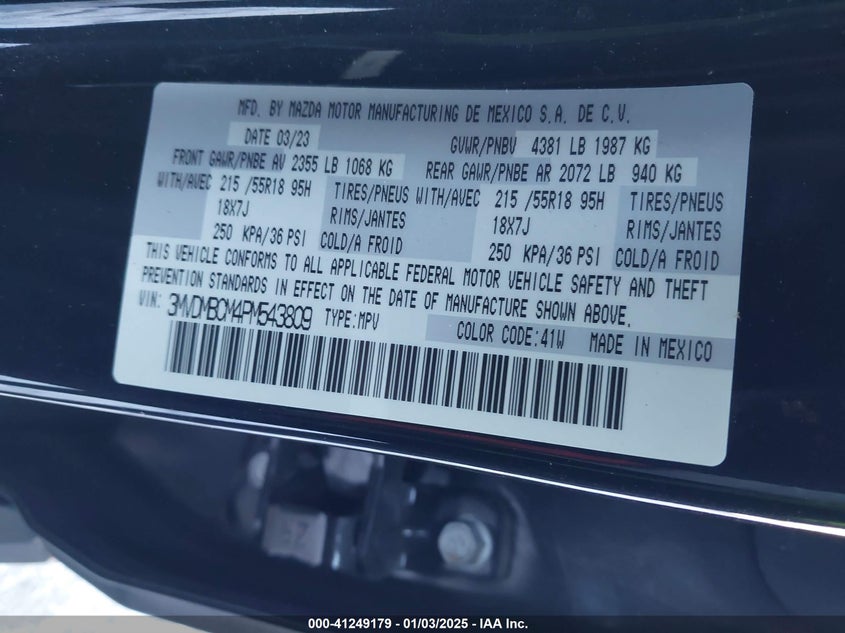 MFD. BY MAZDA MOTOR MANUFACTURING DE MEXICO S.A. DE C.V.
DATE 03/23 GVWR/PNBV 4381 LB 1987 KG
FRONT GAWR/PNBE AV 2355 LB 1068 KG REAR GAWR/PNBE AR 2072 LB 940 KG
WITH/AVEC 215 /55R18 95H TIRES/PNEUS WITH/AVEC 215 /55R18 95H TIRES/PNEUS
18X7J RIMS/JANTES 18X7J RIMS/JANTES
250 KPA/36 PSI COLD/A FROID 250 KPA/36 PSI COLD/A FROID
THIS VEHICLE CONFORMS TO ALL APPLICABLE FEDERAL MOTOR VEHICLE SAFETY AND THEFT
PREVENTION STANDARDS IN EFFECT ON THE DATE OF MANUFACTURE SHOWN ABOVE.
VIN: 3MVDMBCM4PM543809 TYPE:MPV
COLOR CODE:41W MADE IN MEXICO
000-41249179 - 01/03/2025 - IAA Inc.